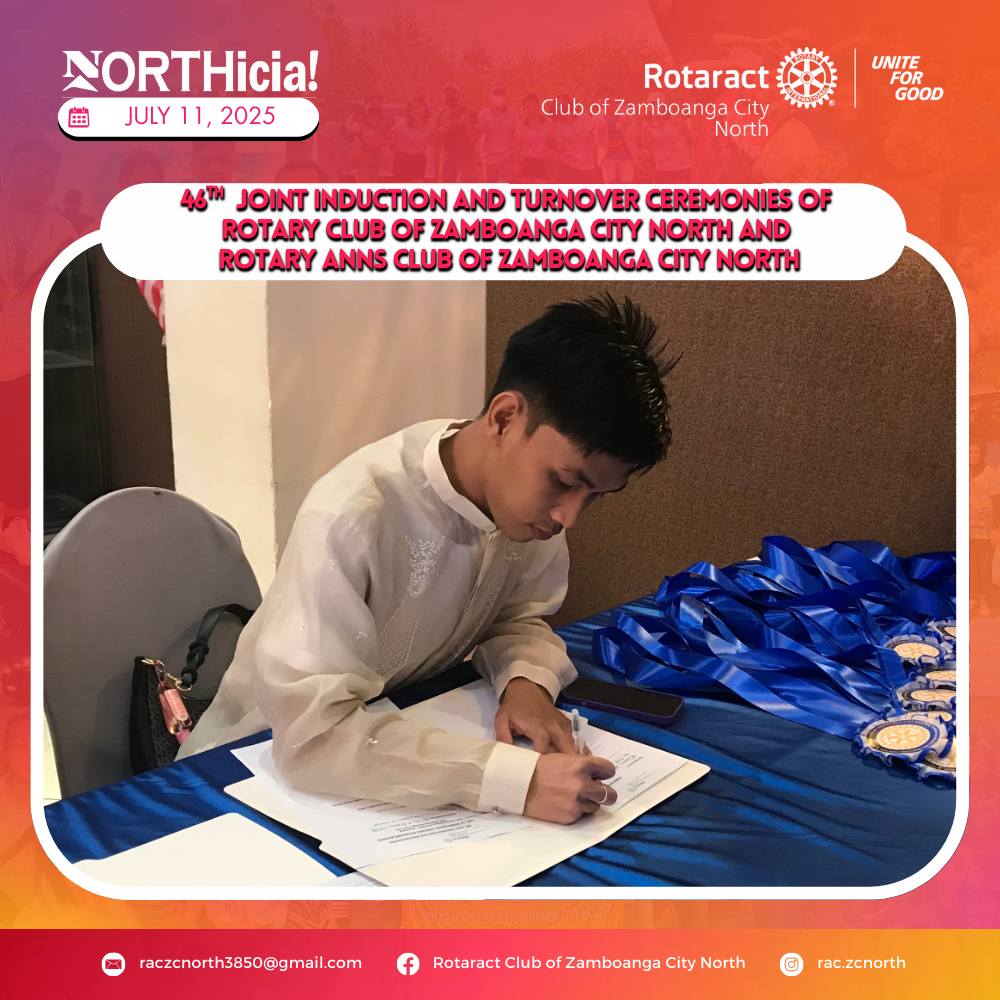 NORTHicia!
JULY 11, 2025
Rotaract
Club of Zamboanga City
North
UNITE
FOR
GOOD
46TH JOINT INDUCTION AND TURNOVER CEREMONIES OF
ROTARY CLUB OF ZAMBOANGA CITY NORTH AND
ROTARY ANNS CLUB OF ZAMBOANGA CITY NORTH
raczcnorth3850@gmail.com
Rotaract Club of Zamboanga City North
rac.zcnorth